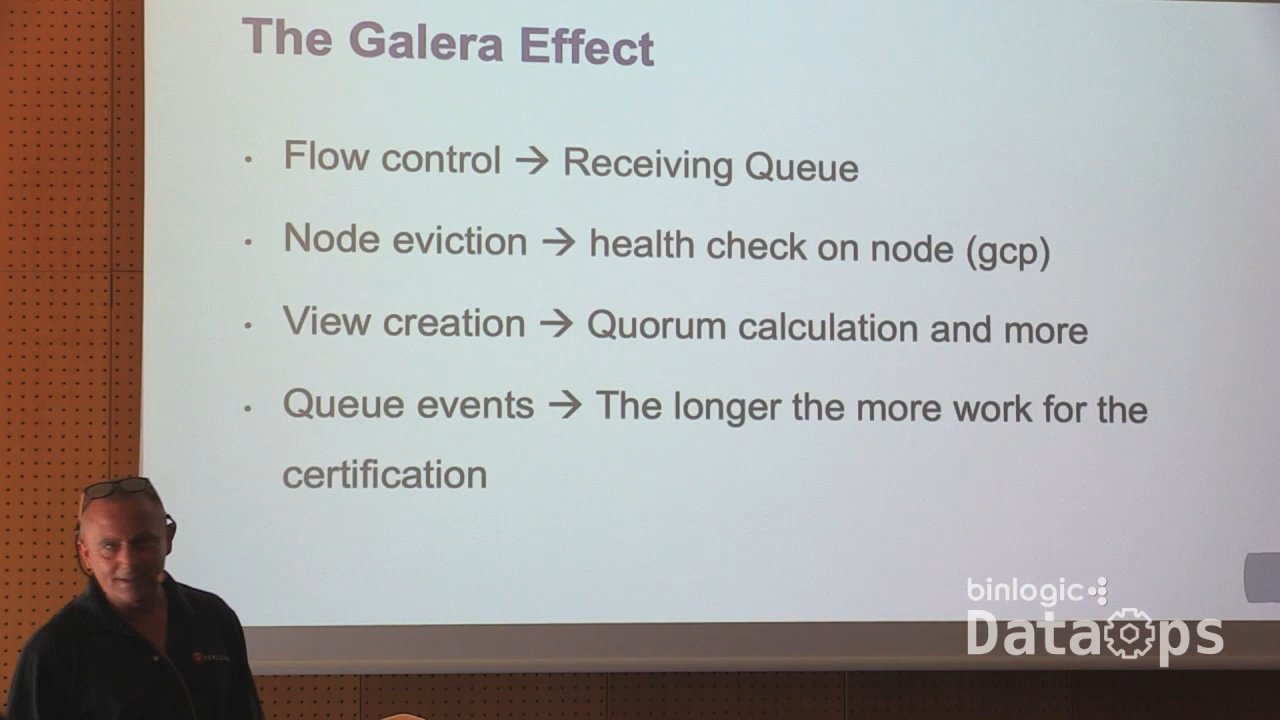 The Galera Effect
• Flow control → Receiving Queue
• Node eviction → health check on node (gcp)
• View creation → Quorum calculation and more
• Queue events → The longer the more work for the
certification
binlogic
DataOps